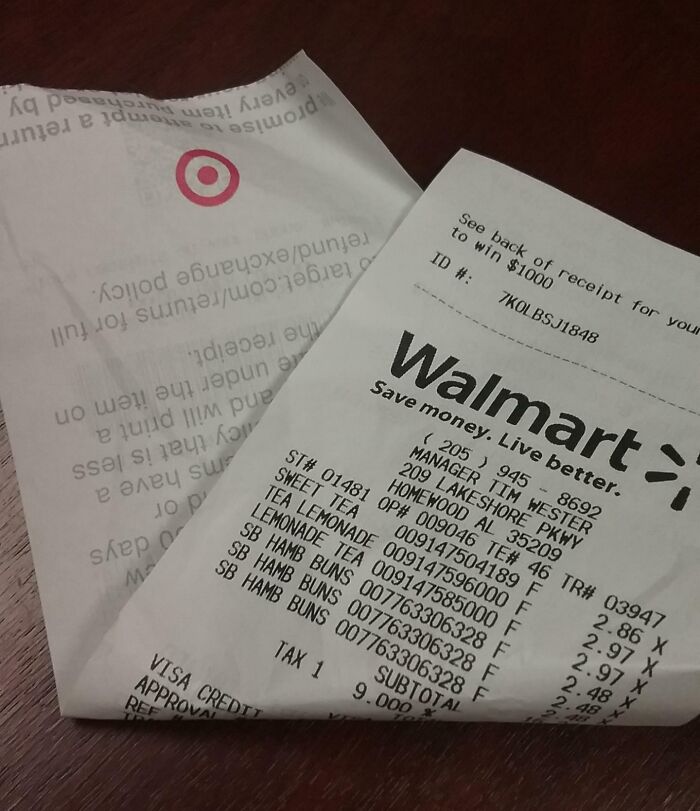 See back of receipt for your
to win $1000
ID #: 7KOLBSJ1848
Walmart
Save money. Live better.
( 205 ) 945 - 8692
MANAGER TIM WESTER
209 LAKESHORE PKWY
HOMEWOOD AL 35209
ST# 01481 OP# 009046 TE# 46 TR# 03947
SWEET TEA 009147504189 F 2.86 X
TEA LEMONADE 009147596000 F 2.97 X
LEMONADE TEA 009147585000 F 2.97 X
SB HAMB BUNS 007763306328 F 2.48 X
SB HAMB BUNS 007763306328 F 2.48 X
SB HAMB BUNS 007763306328 F 2.48 X
SUBTOTAL
TAX 1 9.000 %
VISA CREDIT
APPROVAL
REF #
days
or
have a
that is less
and will print a
under the item on
the receipt.
to target.com/returns for full
refund/exchange policy.
promise to attempt a return
every item purchased by